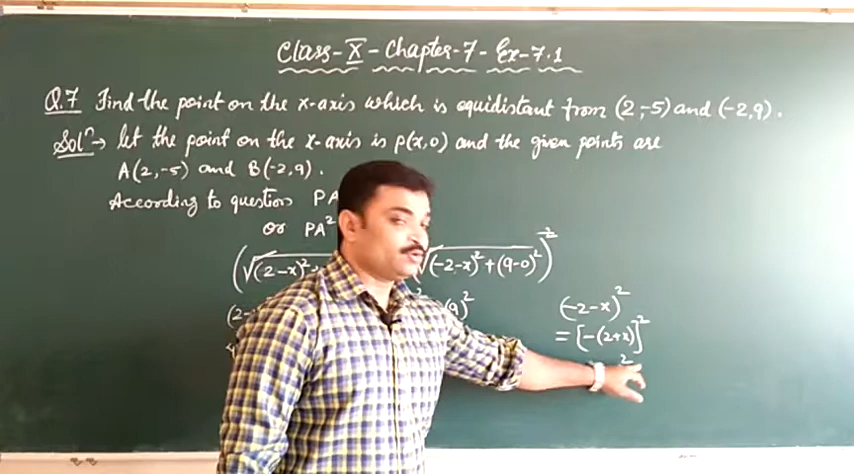 Class-X-Chapter-7-Ex-7.1
Q.7 Find the point on the x-axis which is equidistant from (2,-5) and (-2,9).
Solⁿ→ let the point on the x-axis is P(x,0) and the given points are
A(2,-5) and B(-2,9).
According to question PA
or PA²
(√(2-x)² √(-2-x)²+(9-0)²)²
(2- (9)²
(-2-x)²
= [-(2+x)]²
2